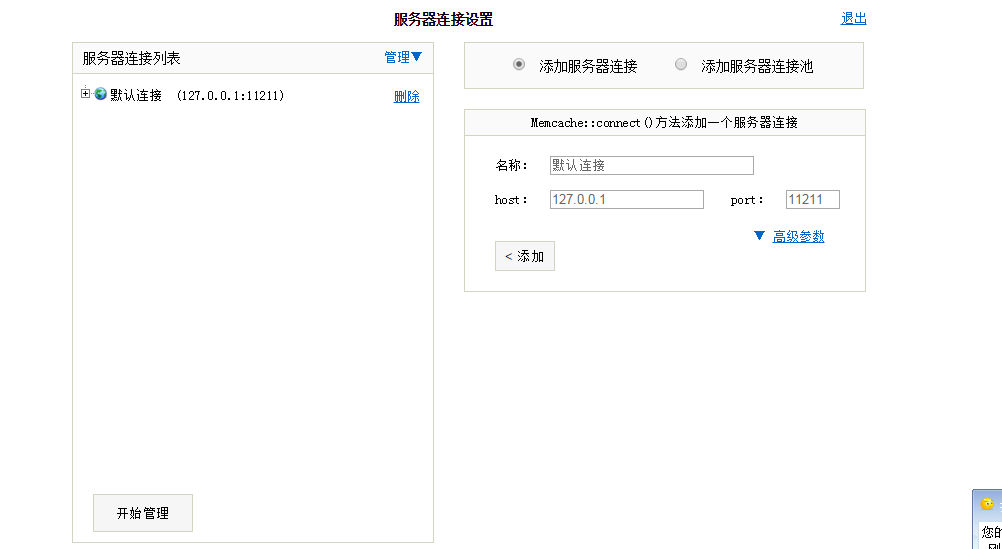 服务器连接设置
退出
服务器连接列表
管理▼
默认连接 (127.0.0.1:11211)
删除
开始管理
添加服务器连接
添加服务器连接池
Memcache::connect()方法添加一个服务器连接
名称：
默认连接
host：
127.0.0.1
port：
11211
▼ 高级参数
< 添加
您的